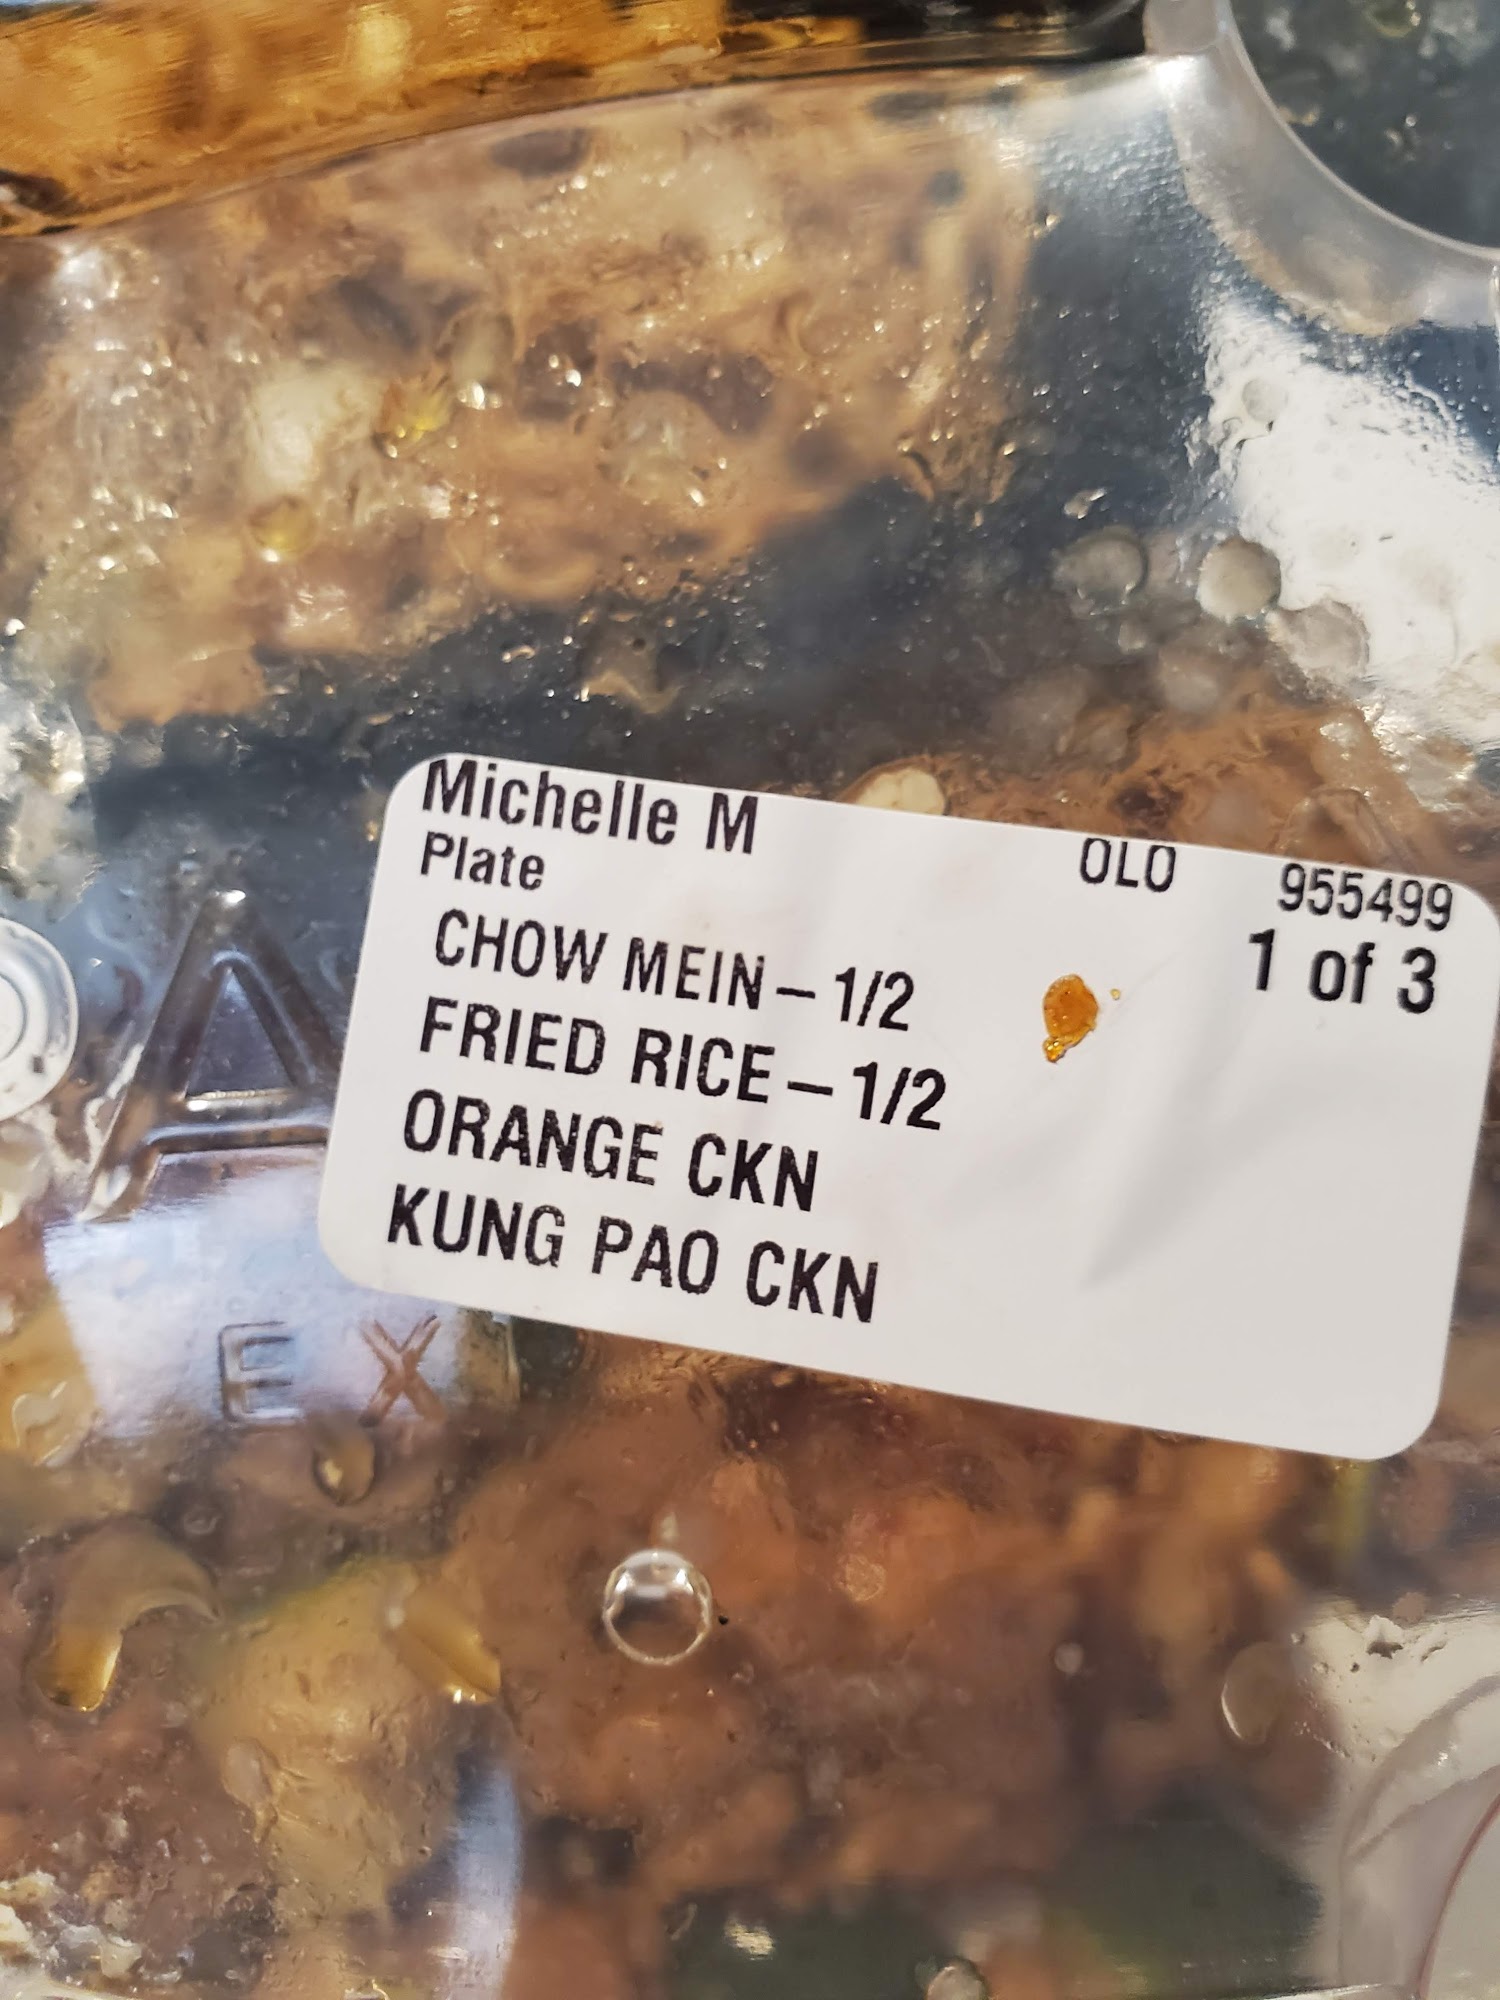 Michelle M
Plate OLO 955499
CHOW MEIN – 1/2 1 of 3
FRIED RICE – 1/2
ORANGE CKN
KUNG PAO CKN
A
EX